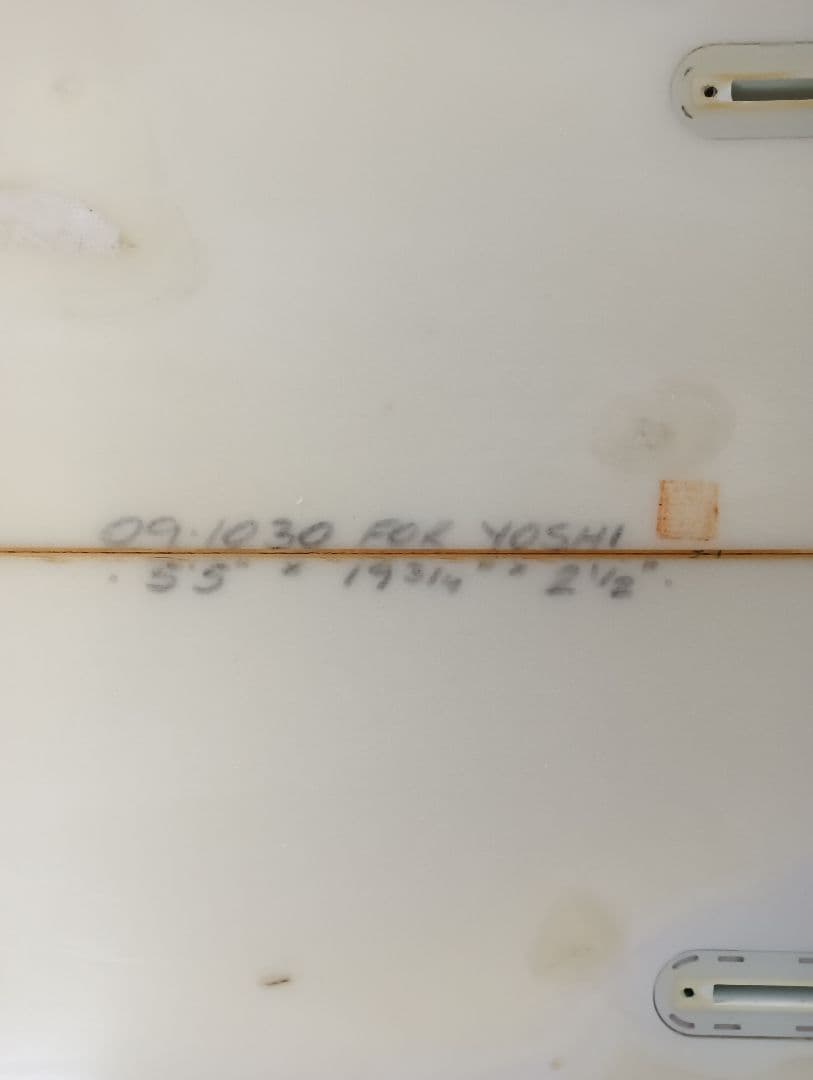 09.1030 FOR YOSHI
. 5'5" x 19 3/4" x 2 1/2" .